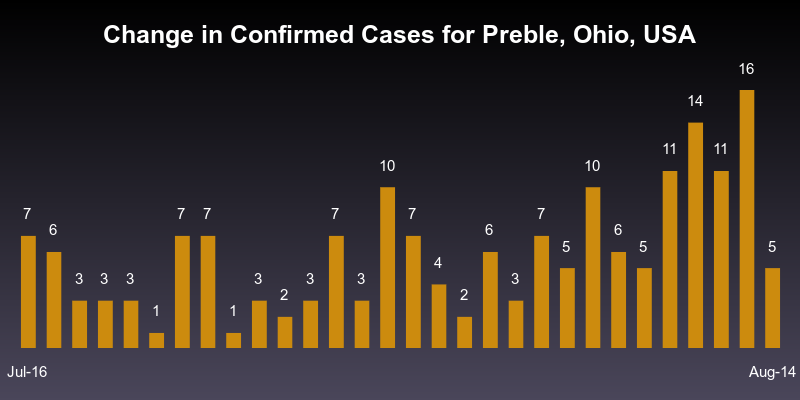 Change in Confirmed Cases for Preble, Ohio, USA
7 6 3 3 3 1 7 7 1 3 2 3 7 3 10 7 4 2 6 3 7 5 10 6 5 11 14 11 16 5
Jul-16 Aug-14